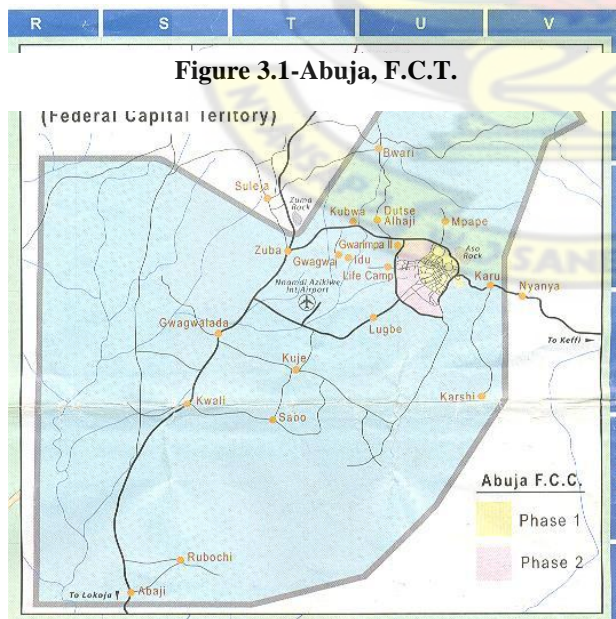 R S T U V
Figure 3.1-Abuja, F.C.T.
(Federal Capital Teritory)
Bwari
Suleja
Zuma
Rock
Kubwa
Dutse
Alhaji
Mpape
Zuba
Gwarimpa II
Aso
Rock
Gwagwa
Idu
Life Camp
Karu
Nnamdi Azikiwe
Int/Airport
Nyanya
Gwagwalada
Lugbe
To Keffi
Kuje
Kwali
Karshi
Sabo
Abuja F.C.C.
Phase 1
Phase 2
Rubochi
To Lokoja
Abaji